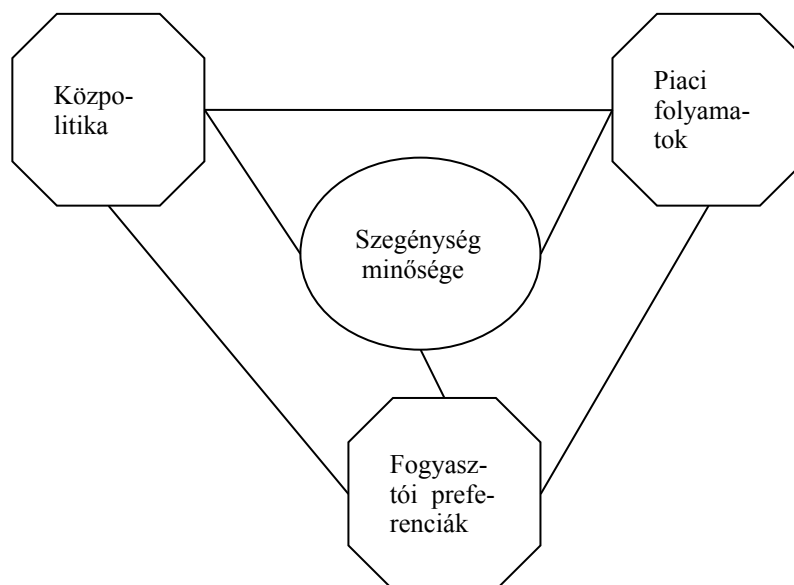 Közpo-
litika
Piaci
folyama-
tok
Szegénység
minősége
Fogyasz-
tói prefe-
renciák